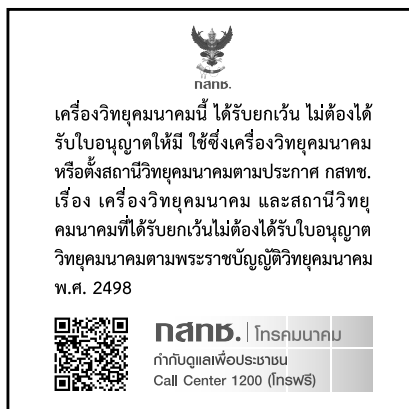 กสทช.
เครื่องวิทยุคมนาคมนี้ ได้รับยกเว้น ไม่ต้องได้
รับใบอนุญาตให้มี ใช้ซึ่งเครื่องวิทยุคมนาคม
หรือตั้งสถานีวิทยุคมนาคมตามประกาศ กสทช.
เรื่อง เครื่องวิทยุคมนาคม และสถานีวิทยุ
คมนาคมที่ได้รับยกเว้นไม่ต้องได้รับใบอนุญาต
วิทยุคมนาคมตามพระราชบัญญัติวิทยุคมนาคม
พ.ศ. 2498
กสทช. | โทรคมนาคม
กำกับดูแลเพื่อประชาชน
Call Center 1200 (โทรฟรี)